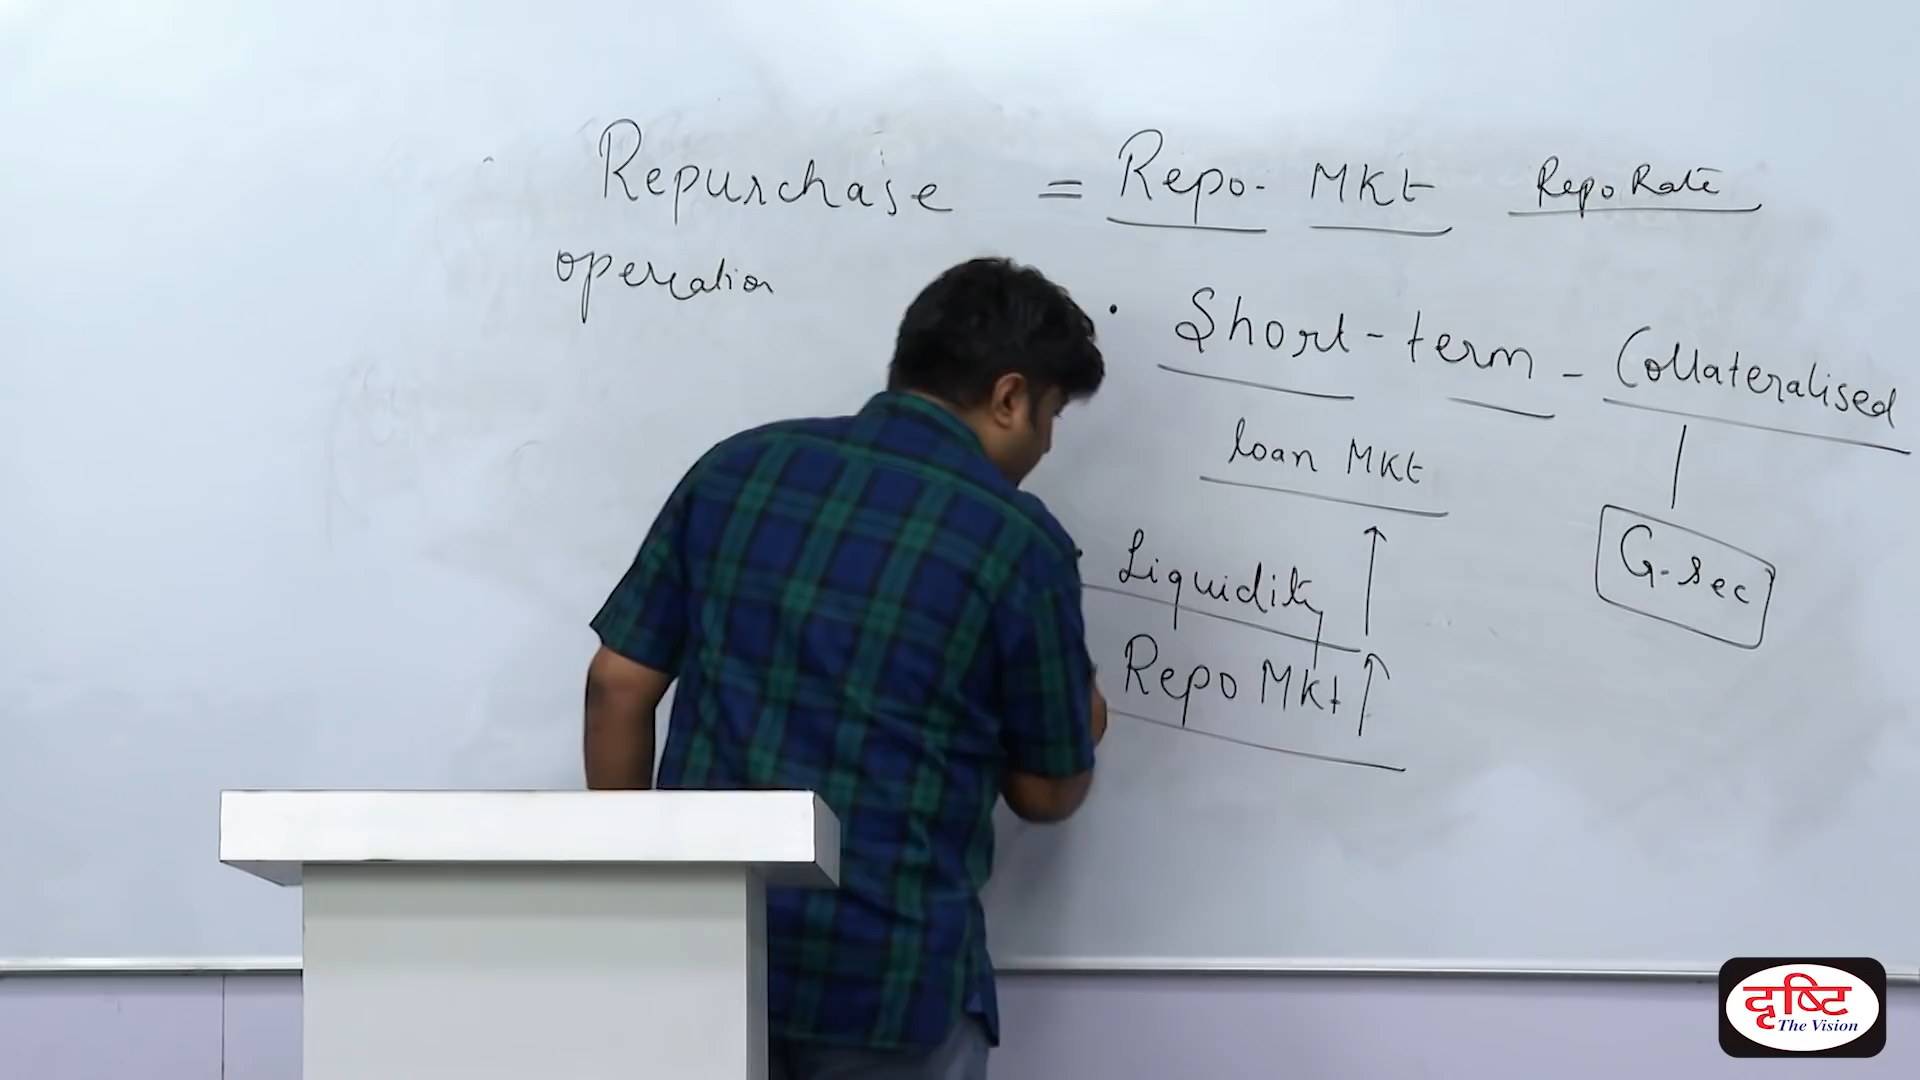 Repurchase = Repo- MKt Repo Rate
operation
• Short-term - Collateralised
loan MKt
G-sec
Liquidity ↑
Repo Mkt ↑
दृष्टि
The Vision